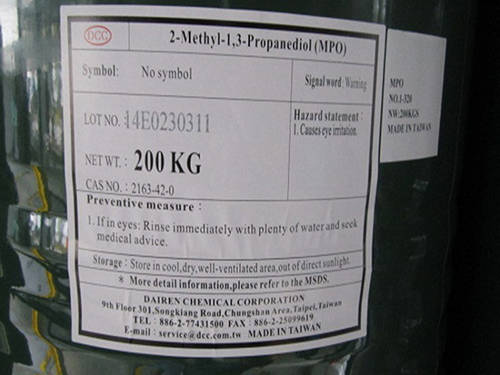 DCC
2-Methyl-1,3-Propanediol (MPO)
Symbol: No symbol
Signal word: Warning
LOT NO.: 14E0230311
Hazard statement:
1. Causes eye irritation.
NET WT.: 200 KG
CAS NO.: 2163-42-0
Preventive measure:
1. If in eyes: Rinse immediately with plenty of water and seek
medical advice.
Storage: Store in cool,dry,well-ventilated area,out of direct sunlight.
* More detail information,please refer to the MSDS.
DAIREN CHEMICAL CORPORATION
9th Floor 301,Songkiang Road,Chungshan Area,Taipei,Taiwan
TEL: 886-2-77431500 FAX: 886-2-25099619
E-mail: service@dcc.com.tw MADE IN TAIWAN
MPO
NO.1-320
NW:200KGS
MADE IN TAIWAN